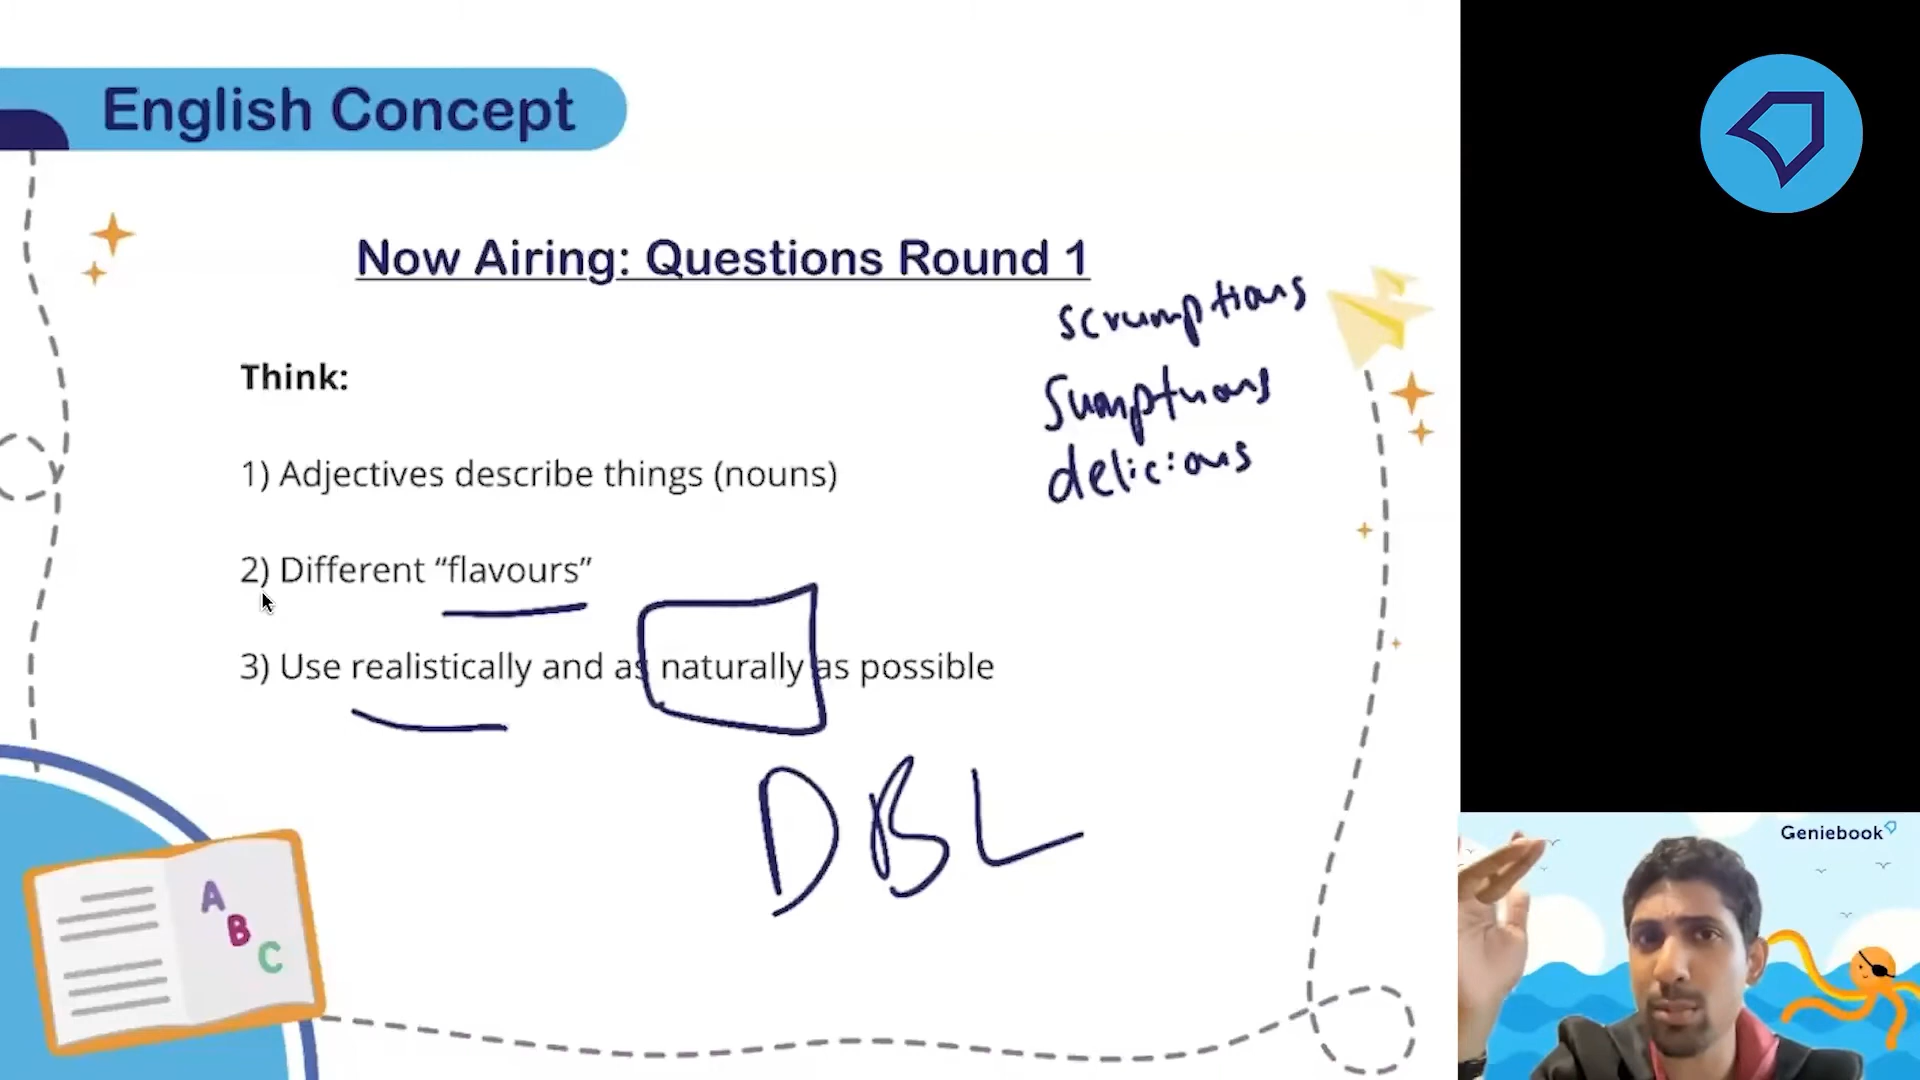 English Concept
Now Airing: Questions Round 1
scrumptious
sumptuous
delicious
Think:
1) Adjectives describe things (nouns)
2) Different “flavours”
3) Use realistically and as naturally as possible
DBL
A
B
C
Geniebook